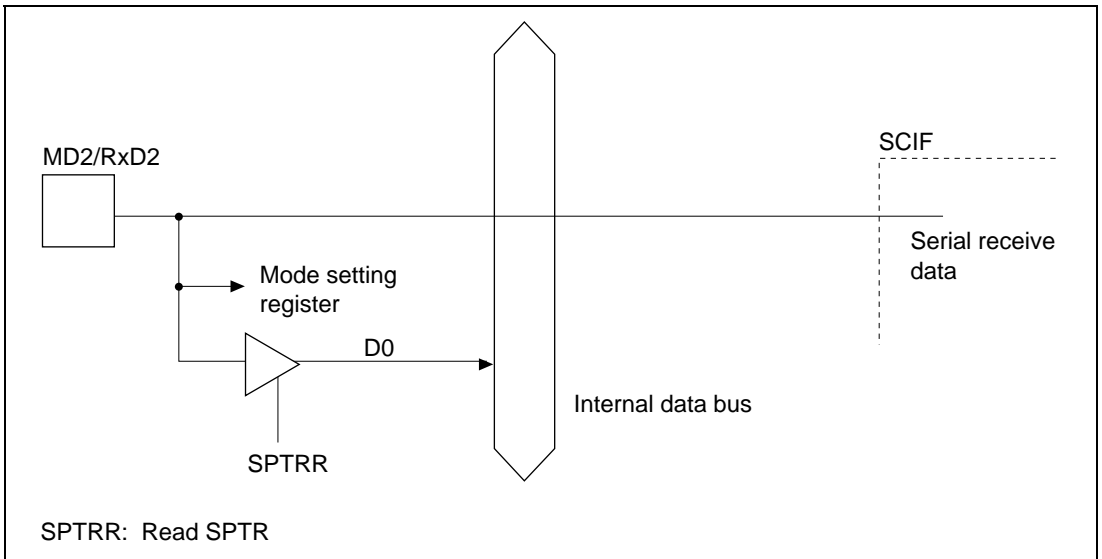 MD2/RxD2
SCIF
Serial receive
data
Mode setting
register
D0
Internal data bus
SPTRR
SPTRR: Read SPTR